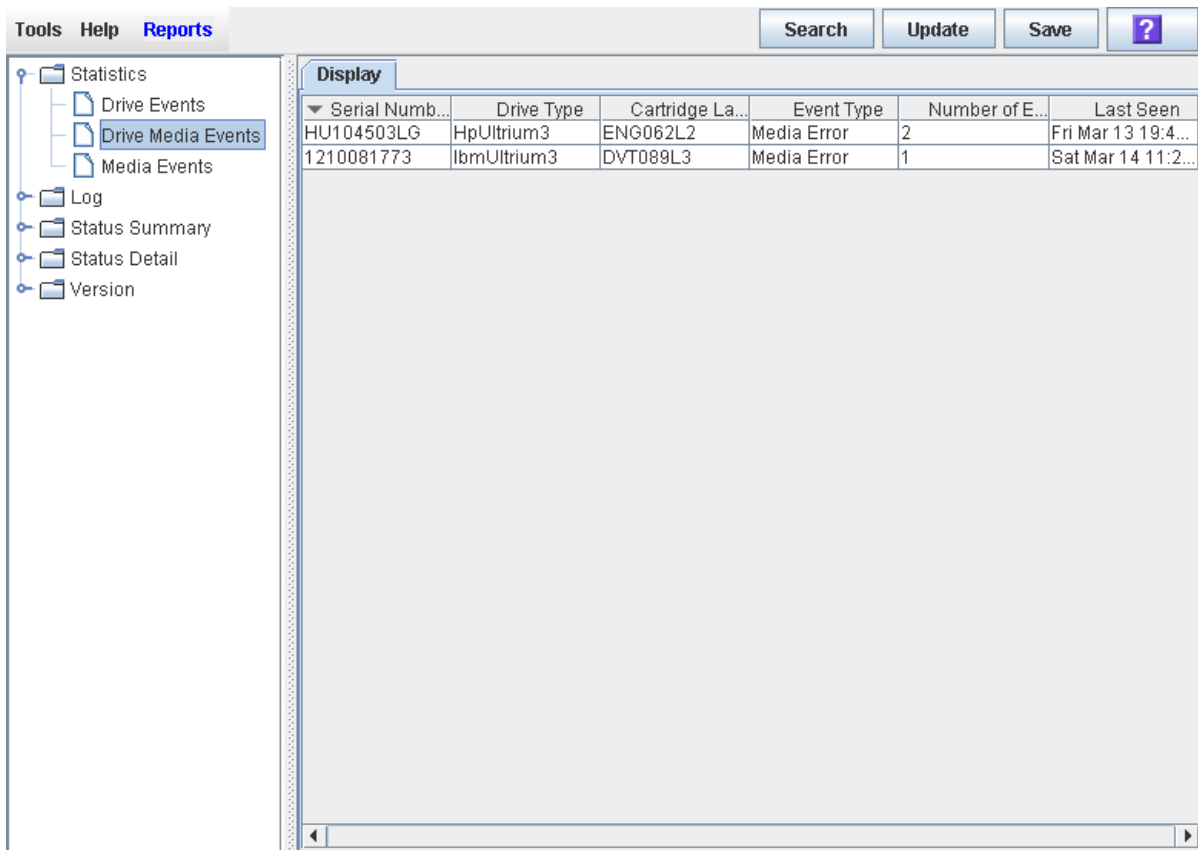 Tools Help Reports Search Update Save ?
Statistics
Drive Events
Drive Media Events
Media Events
Log
Status Summary
Status Detail
Version
Display
Serial Numb... Drive Type Cartridge La... Event Type Number of E... Last Seen
HU104503LG HpUltrium3 ENG062L2 Media Error 2 Fri Mar 13 19:4...
1210081773 IbmUltrium3 DVT089L3 Media Error 1 Sat Mar 14 11:2...